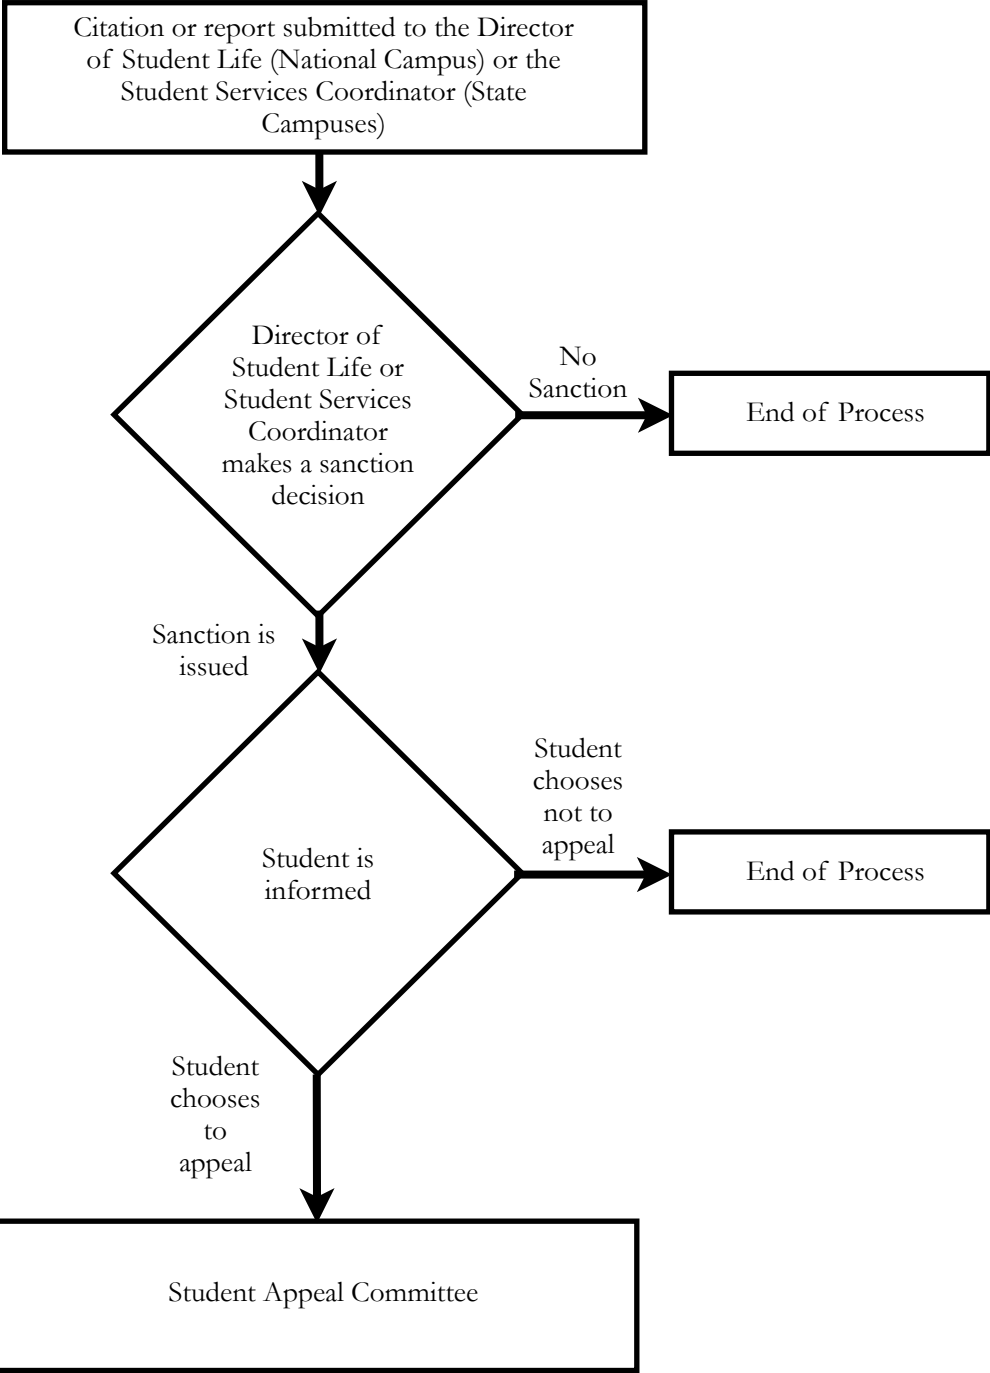 Citation or report submitted to the Director
of Student Life (National Campus) or the
Student Services Coordinator (State
Campuses)
Director of
Student Life or
Student Services
Coordinator
makes a sanction
decision
No
Sanction
End of Process
Sanction is
issued
Student is
informed
Student
chooses
not to
appeal
End of Process
Student
chooses
to
appeal
Student Appeal Committee